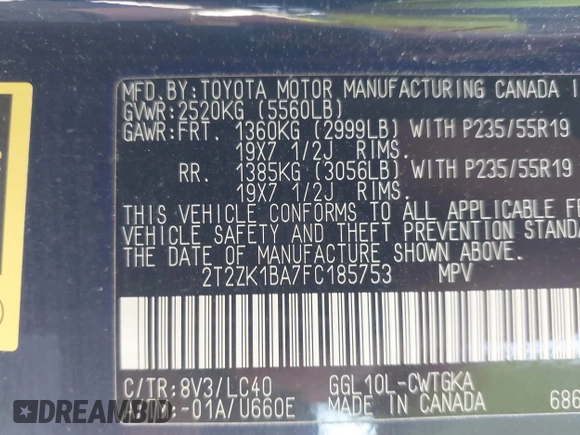 MFD.BY:TOYOTA MOTOR MANUFACTURING CANADA I
GVWR:2520KG (5560LB)
GAWR:FRT. 1360KG (2999LB) WITH P235/55R19
19X7 1/2J RIMS.
RR. 1385KG (3056LB) WITH P235/55R19
19X7 1/2J RIMS.
THIS VEHICLE CONFORMS TO ALL APPLICABLE FE
VEHICLE SAFETY AND THEFT PREVENTION STANDA
THE DATE OF MANUFACTURE SHOWN ABOVE.
2T2ZK1BA7FC185753 MPV
C/TR:8V3/LC40 GGL10L-CWTGKA
-01A/U660E MADE IN CANADA 686
DREAMBID